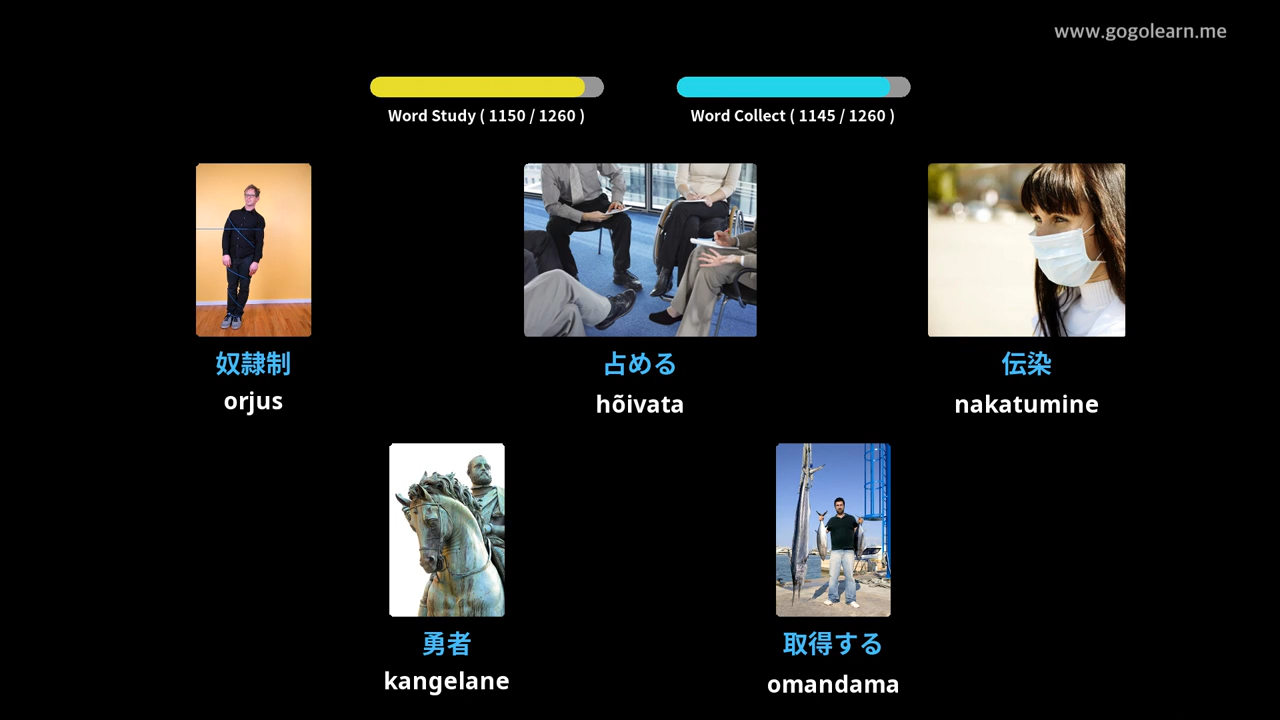 www.gogolearn.me
Word Study ( 1150 / 1260 )
Word Collect ( 1145 / 1260 )
奴隷制
orjus
占める
hõivata
伝染
nakatumine
勇者
kangelane
取得する
omandama